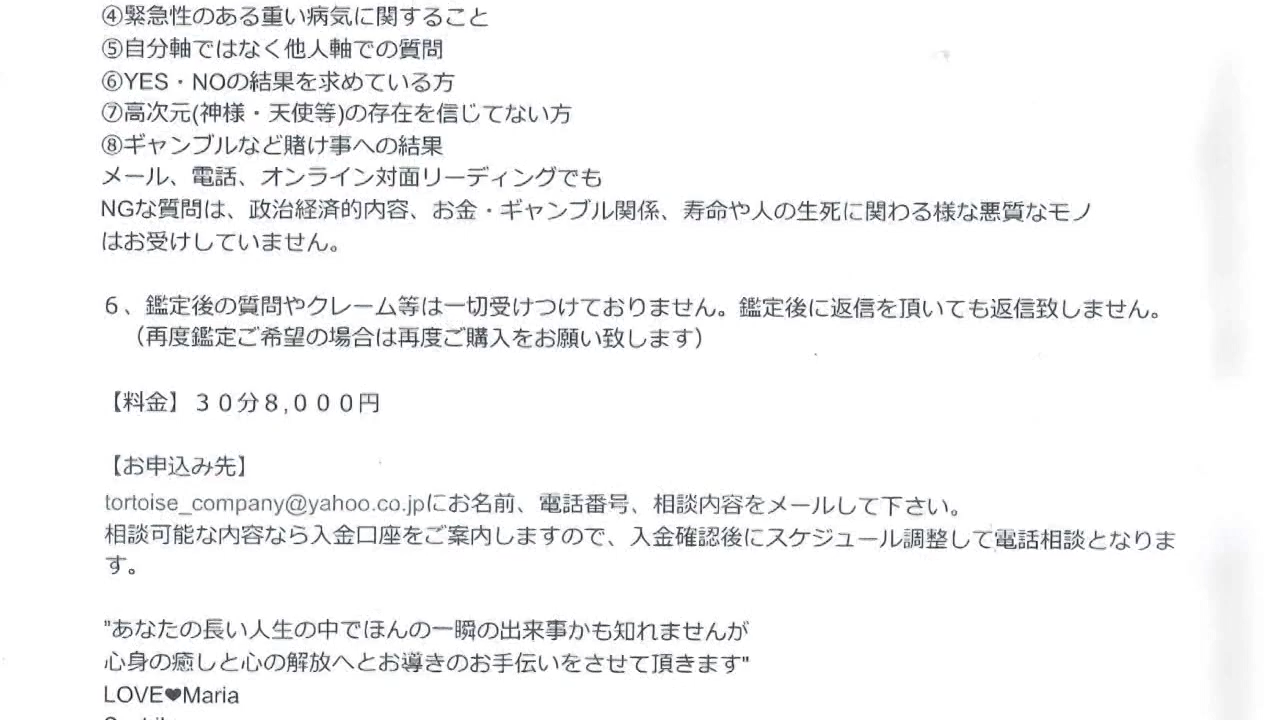 ④緊急性のある重い病気に関すること
⑤自分軸ではなく他人軸での質問
⑥YES・NOの結果を求めている方
⑦高次元(神様・天使等)の存在を信じてない方
⑧ギャンブルなど賭け事への結果
メール、電話、オンライン対面リーディングでも
NGな質問は、政治経済的内容、お金・ギャンブル関係、寿命や人の生死に関わる様な悪質なモノ
はお受けしていません。
６、鑑定後の質問やクレーム等は一切受けつけておりません。鑑定後に返信を頂いても返信致しません。
（再度鑑定ご希望の場合は再度ご購入をお願い致します）
【料金】３０分８,０００円
【お申込み先】
tortoise_company@yahoo.co.jpにお名前、電話番号、相談内容をメールして下さい。
相談可能な内容なら入金口座をご案内しますので、入金確認後にスケジュール調整して電話相談となりま
す。
"あなたの長い人生の中でほんの一瞬の出来事かも知れませんが
心身の癒しと心の解放へとお導きのお手伝いをさせて頂きます"
LOVE❤Maria